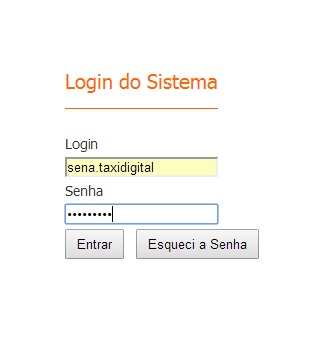 Login do Sistema
Login
sena.taxidigital
Senha
•••••••••
Entrar Esqueci a Senha